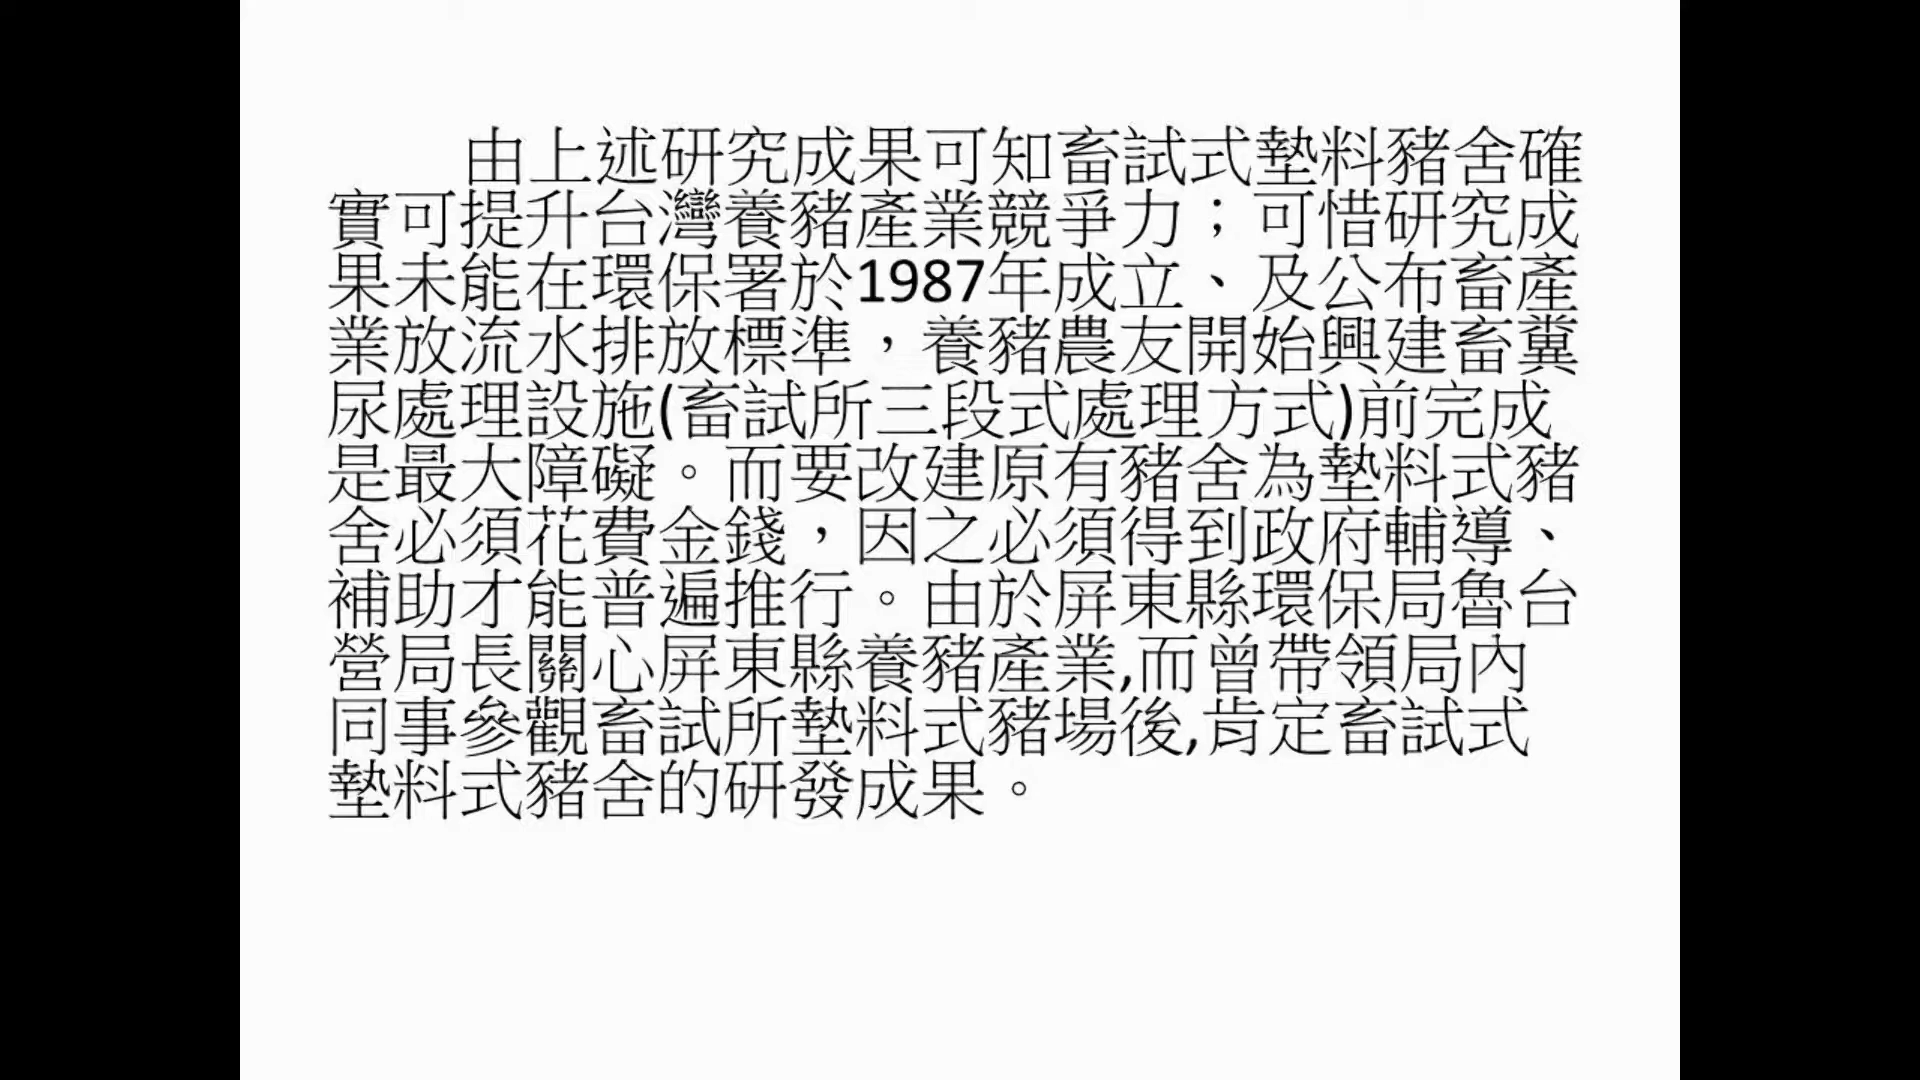 由上述研究成果可知畜試式墊料豬舍確
實可提升台灣養豬產業競爭力；可惜研究成
果未能在環保署於1987年成立、及公布畜產
業放流水排放標準，養豬農友開始興建畜糞
尿處理設施(畜試所三段式處理方式)前完成
是最大障礙。而要改建原有豬舍為墊料式豬
舍必須花費金錢，因之必須得到政府輔導、
補助才能普遍推行。由於屏東縣環保局魯台
營局長關心屏東縣養豬產業,而曾帶領局內
同事參觀畜試所墊料式豬場後,肯定畜試式
墊料式豬舍的研發成果。